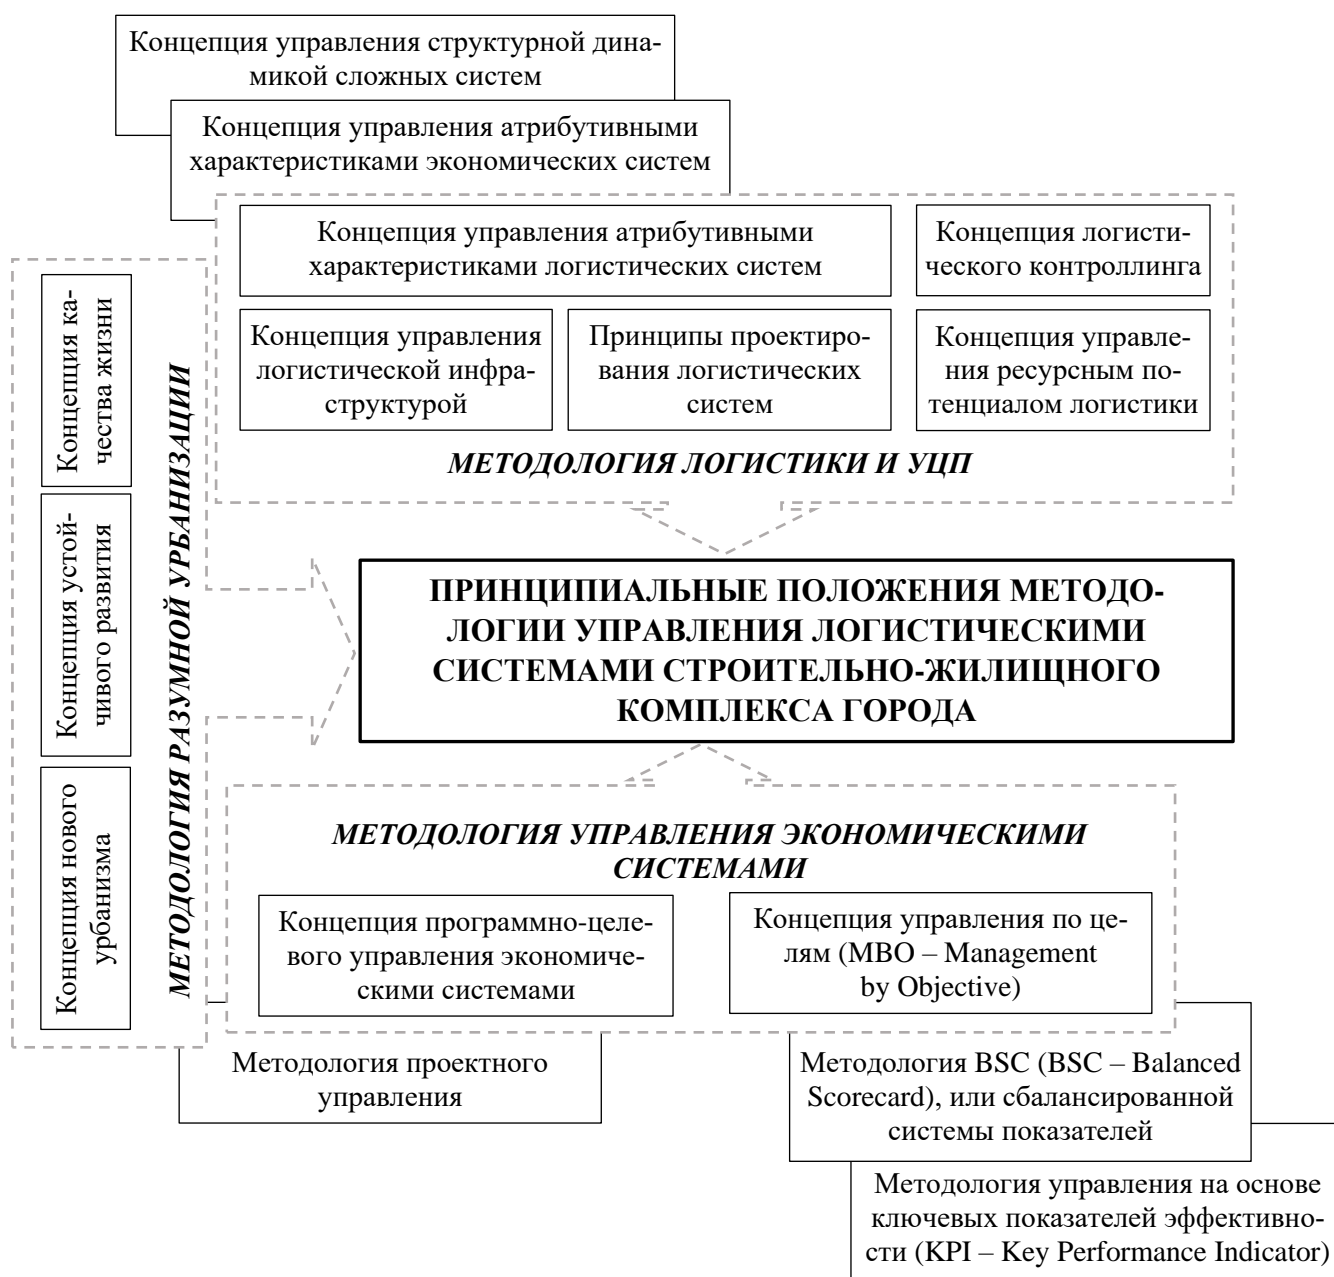 Концепция управления структурной дина-
микой сложных систем
Концепция управления атрибутивными
характеристиками экономических систем
Концепция управления атрибутивными
характеристиками логистических систем
Концепция логисти-
ческого контроллинга
Концепция управления
логистической инфра-
структурой
Принципы проектиро-
вания логистических
систем
Концепция управле-
ния ресурсным по-
тенциалом логистики
МЕТОДОЛОГИЯ ЛОГИСТИКИ И УЦП
Концепция ка-
чества жизни
Концепция устой-
чивого развития
Концепция нового
урбанизма
МЕТОДОЛОГИЯ РАЗУМНОЙ УРБАНИЗАЦИИ
ПРИНЦИПИАЛЬНЫЕ ПОЛОЖЕНИЯ МЕТОДО-
ЛОГИИ УПРАВЛЕНИЯ ЛОГИСТИЧЕСКИМИ
СИСТЕМАМИ СТРОИТЕЛЬНО-ЖИЛИЩНОГО
КОМПЛЕКСА ГОРОДА
МЕТОДОЛОГИЯ УПРАВЛЕНИЯ ЭКОНОМИЧЕСКИМИ
СИСТЕМАМИ
Концепция программно-целе-
вого управления экономиче-
скими системами
Концепция управления по це-
лям (MBO – Management
by Objective)
Методология проектного
управления
Методология BSC (BSC – Balanced
Scorecard), или сбалансированной
системы показателей
Методология управления на основе
ключевых показателей эффективно-
сти (KPI – Key Performance Indicator)